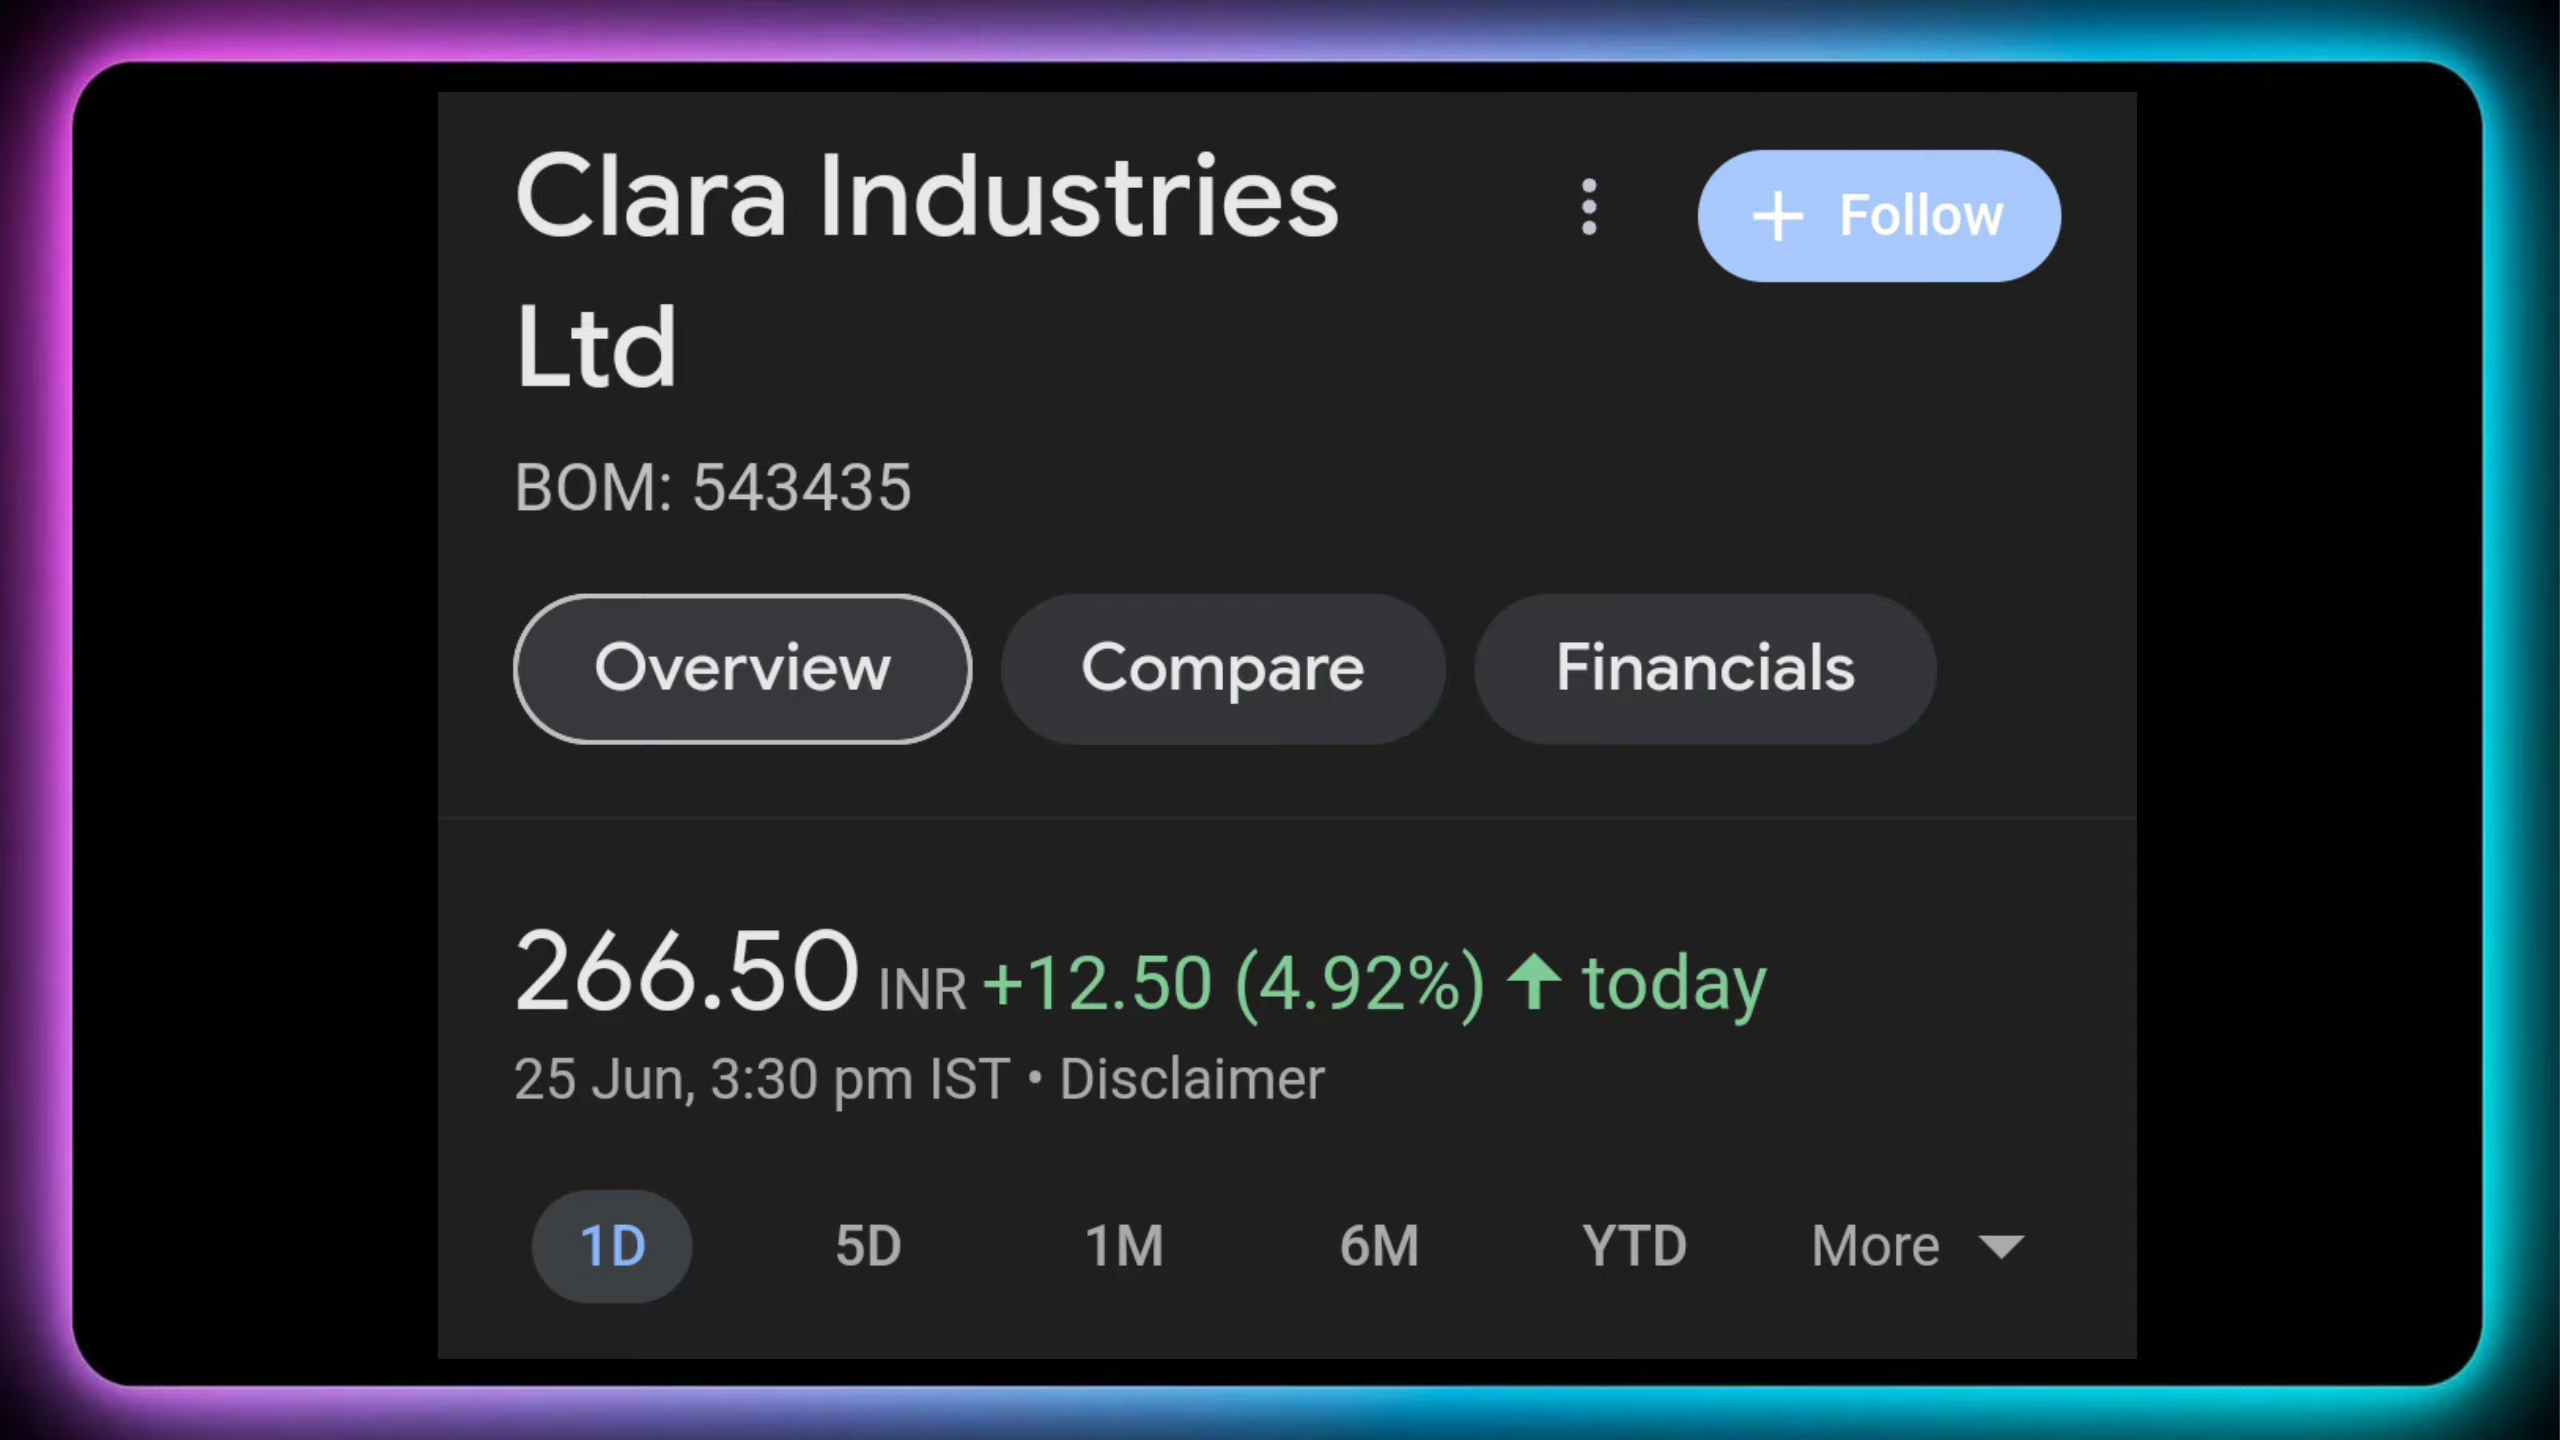 Clara Industries
Ltd
+ Follow
BOM: 543435
Overview Compare Financials
266.50 INR +12.50 (4.92%) ↑ today
25 Jun, 3:30 pm IST • Disclaimer
1D 5D 1M 6M YTD More